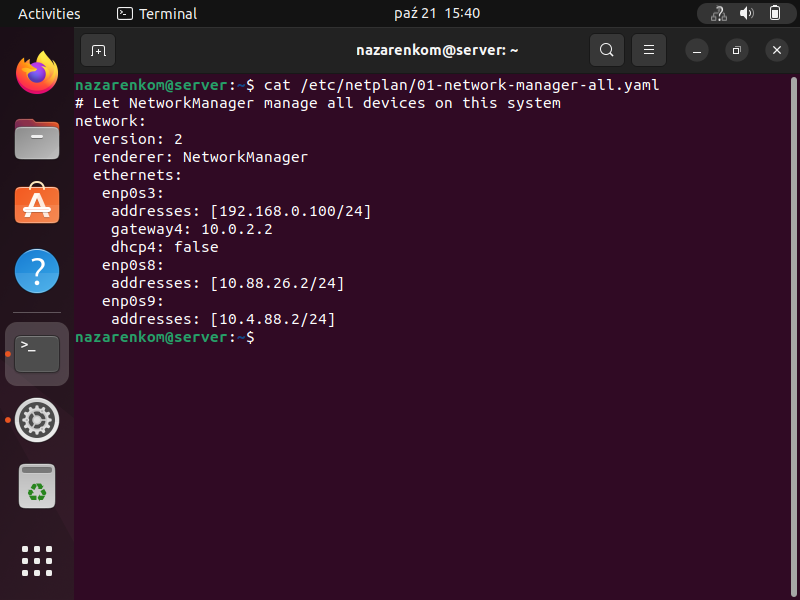 Activities
Terminal
paź 21 15:40
nazarenkom@server: ~
nazarenkom@server:~$ cat /etc/netplan/01-network-manager-all.yaml
# Let NetworkManager manage all devices on this system
network:
  version: 2
  renderer: NetworkManager
  ethernets:
   enp0s3:
    addresses: [192.168.0.100/24]
    gateway4: 10.0.2.2
    dhcp4: false
   enp0s8:
    addresses: [10.88.26.2/24]
   enp0s9:
    addresses: [10.4.88.2/24]
nazarenkom@server:~$